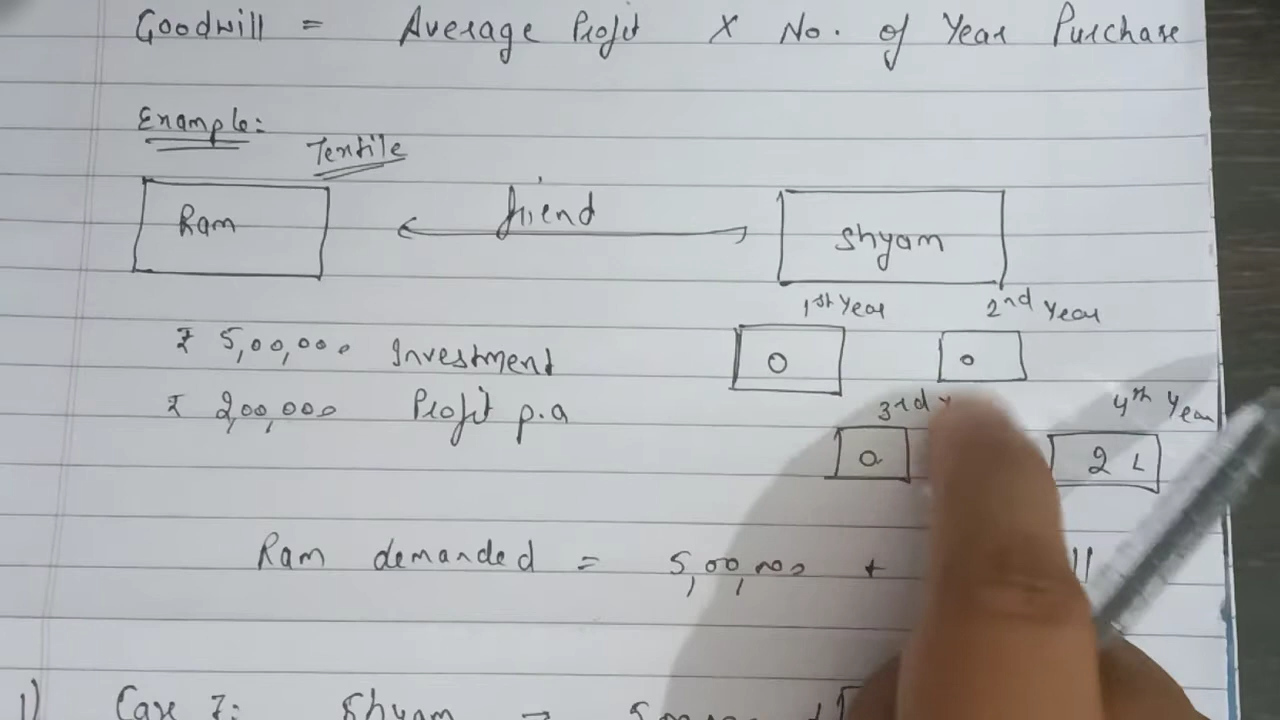 Goodwill = Average Profit X No. of Year Purchase
Example:
Textile
Ram
friend
Shyam
1st Year 2nd Year
0 0
₹ 5,00,000 Investment
₹ 2,00,000 Profit p.a
3rd 4th Year
0 2 L
Ram demanded = 5,00,000 +
1) Case I: Shyam →